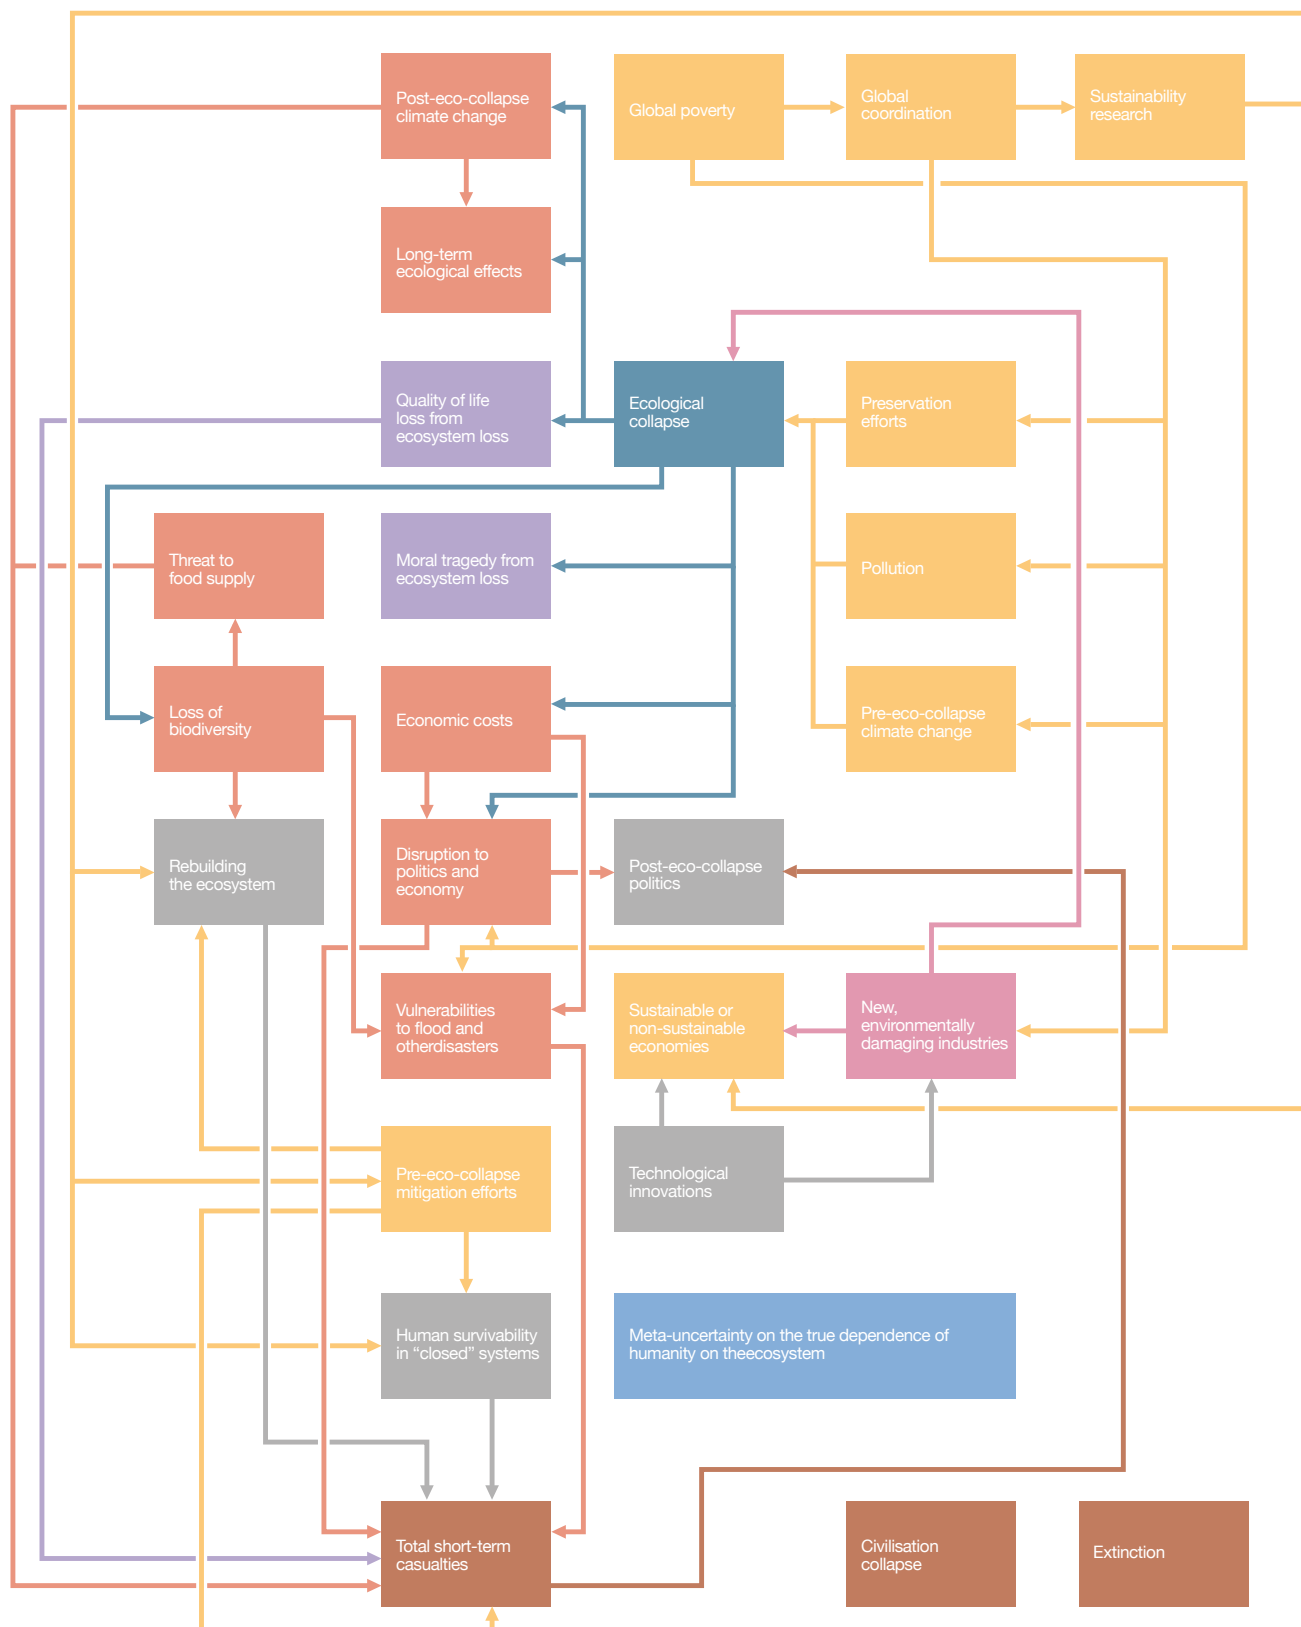 Post-eco-collapse
climate change
Global poverty
Global
coordination
Sustainability
research
Long-term
ecological effects
Quality of life
loss from
ecosystem loss
Ecological
collapse
Preservation
efforts
Threat to
food supply
Moral tragedy from
ecosystem loss
Pollution
Loss of
biodiversity
Economic costs
Pre-eco-collapse
climate change
Rebuilding
the ecosystem
Disruption to
politics and
economy
Post-eco-collapse
politics
Vulnerabilities
to flood and
otherdisasters
Sustainable or
non-sustainable
economies
New,
environmentally
damaging industries
Pre-eco-collapse
mitigation efforts
Technological
innovations
Human survivability
in “closed” systems
Meta-uncertainty on the true dependence of
humanity on theecosystem
Total short-term
casualties
Civilisation
collapse
Extinction